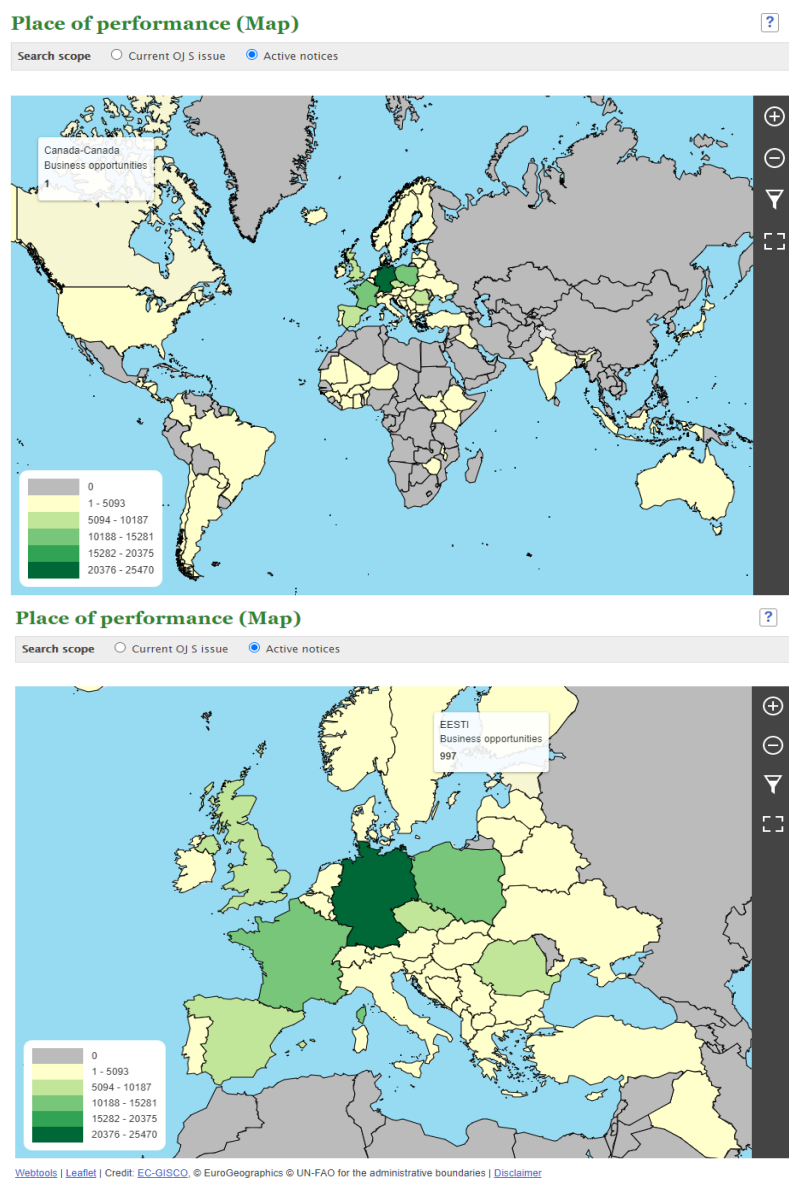 Place of performance (Map)
?
Search scope Current OJ S issue Active notices
Canada-Canada
Business opportunities
1
0
1 - 5093
5094 - 10187
10188 - 15281
15282 - 20375
20376 - 25470
Place of performance (Map)
?
Search scope Current OJ S issue Active notices
EESTI
Business opportunities
997
0
1 - 5093
5094 - 10187
10188 - 15281
15282 - 20375
20376 - 25470
Webtools | Leaflet | Credit: EC-GISCO, © EuroGeographics © UN-FAO for the administrative boundaries | Disclaimer